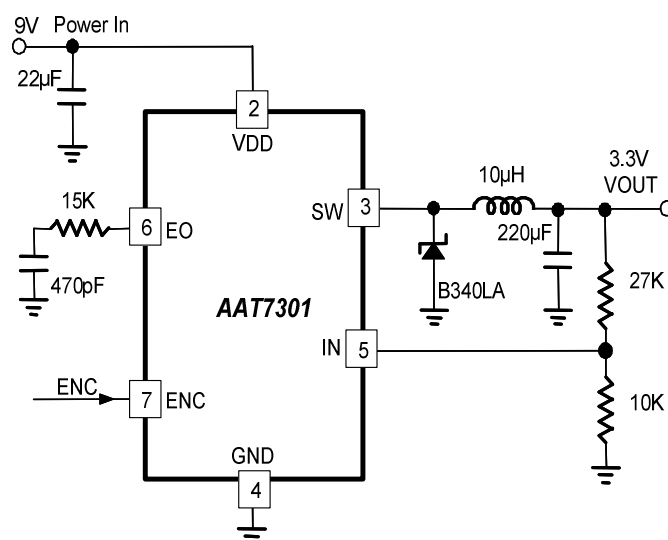 9V Power In
22µF
2
VDD
3.3V
VOUT
10µH
15K
3
SW
6
EO
220µF
27K
470pF
B340LA
AAT7301
IN
5
ENC
7
ENC
10K
GND
4